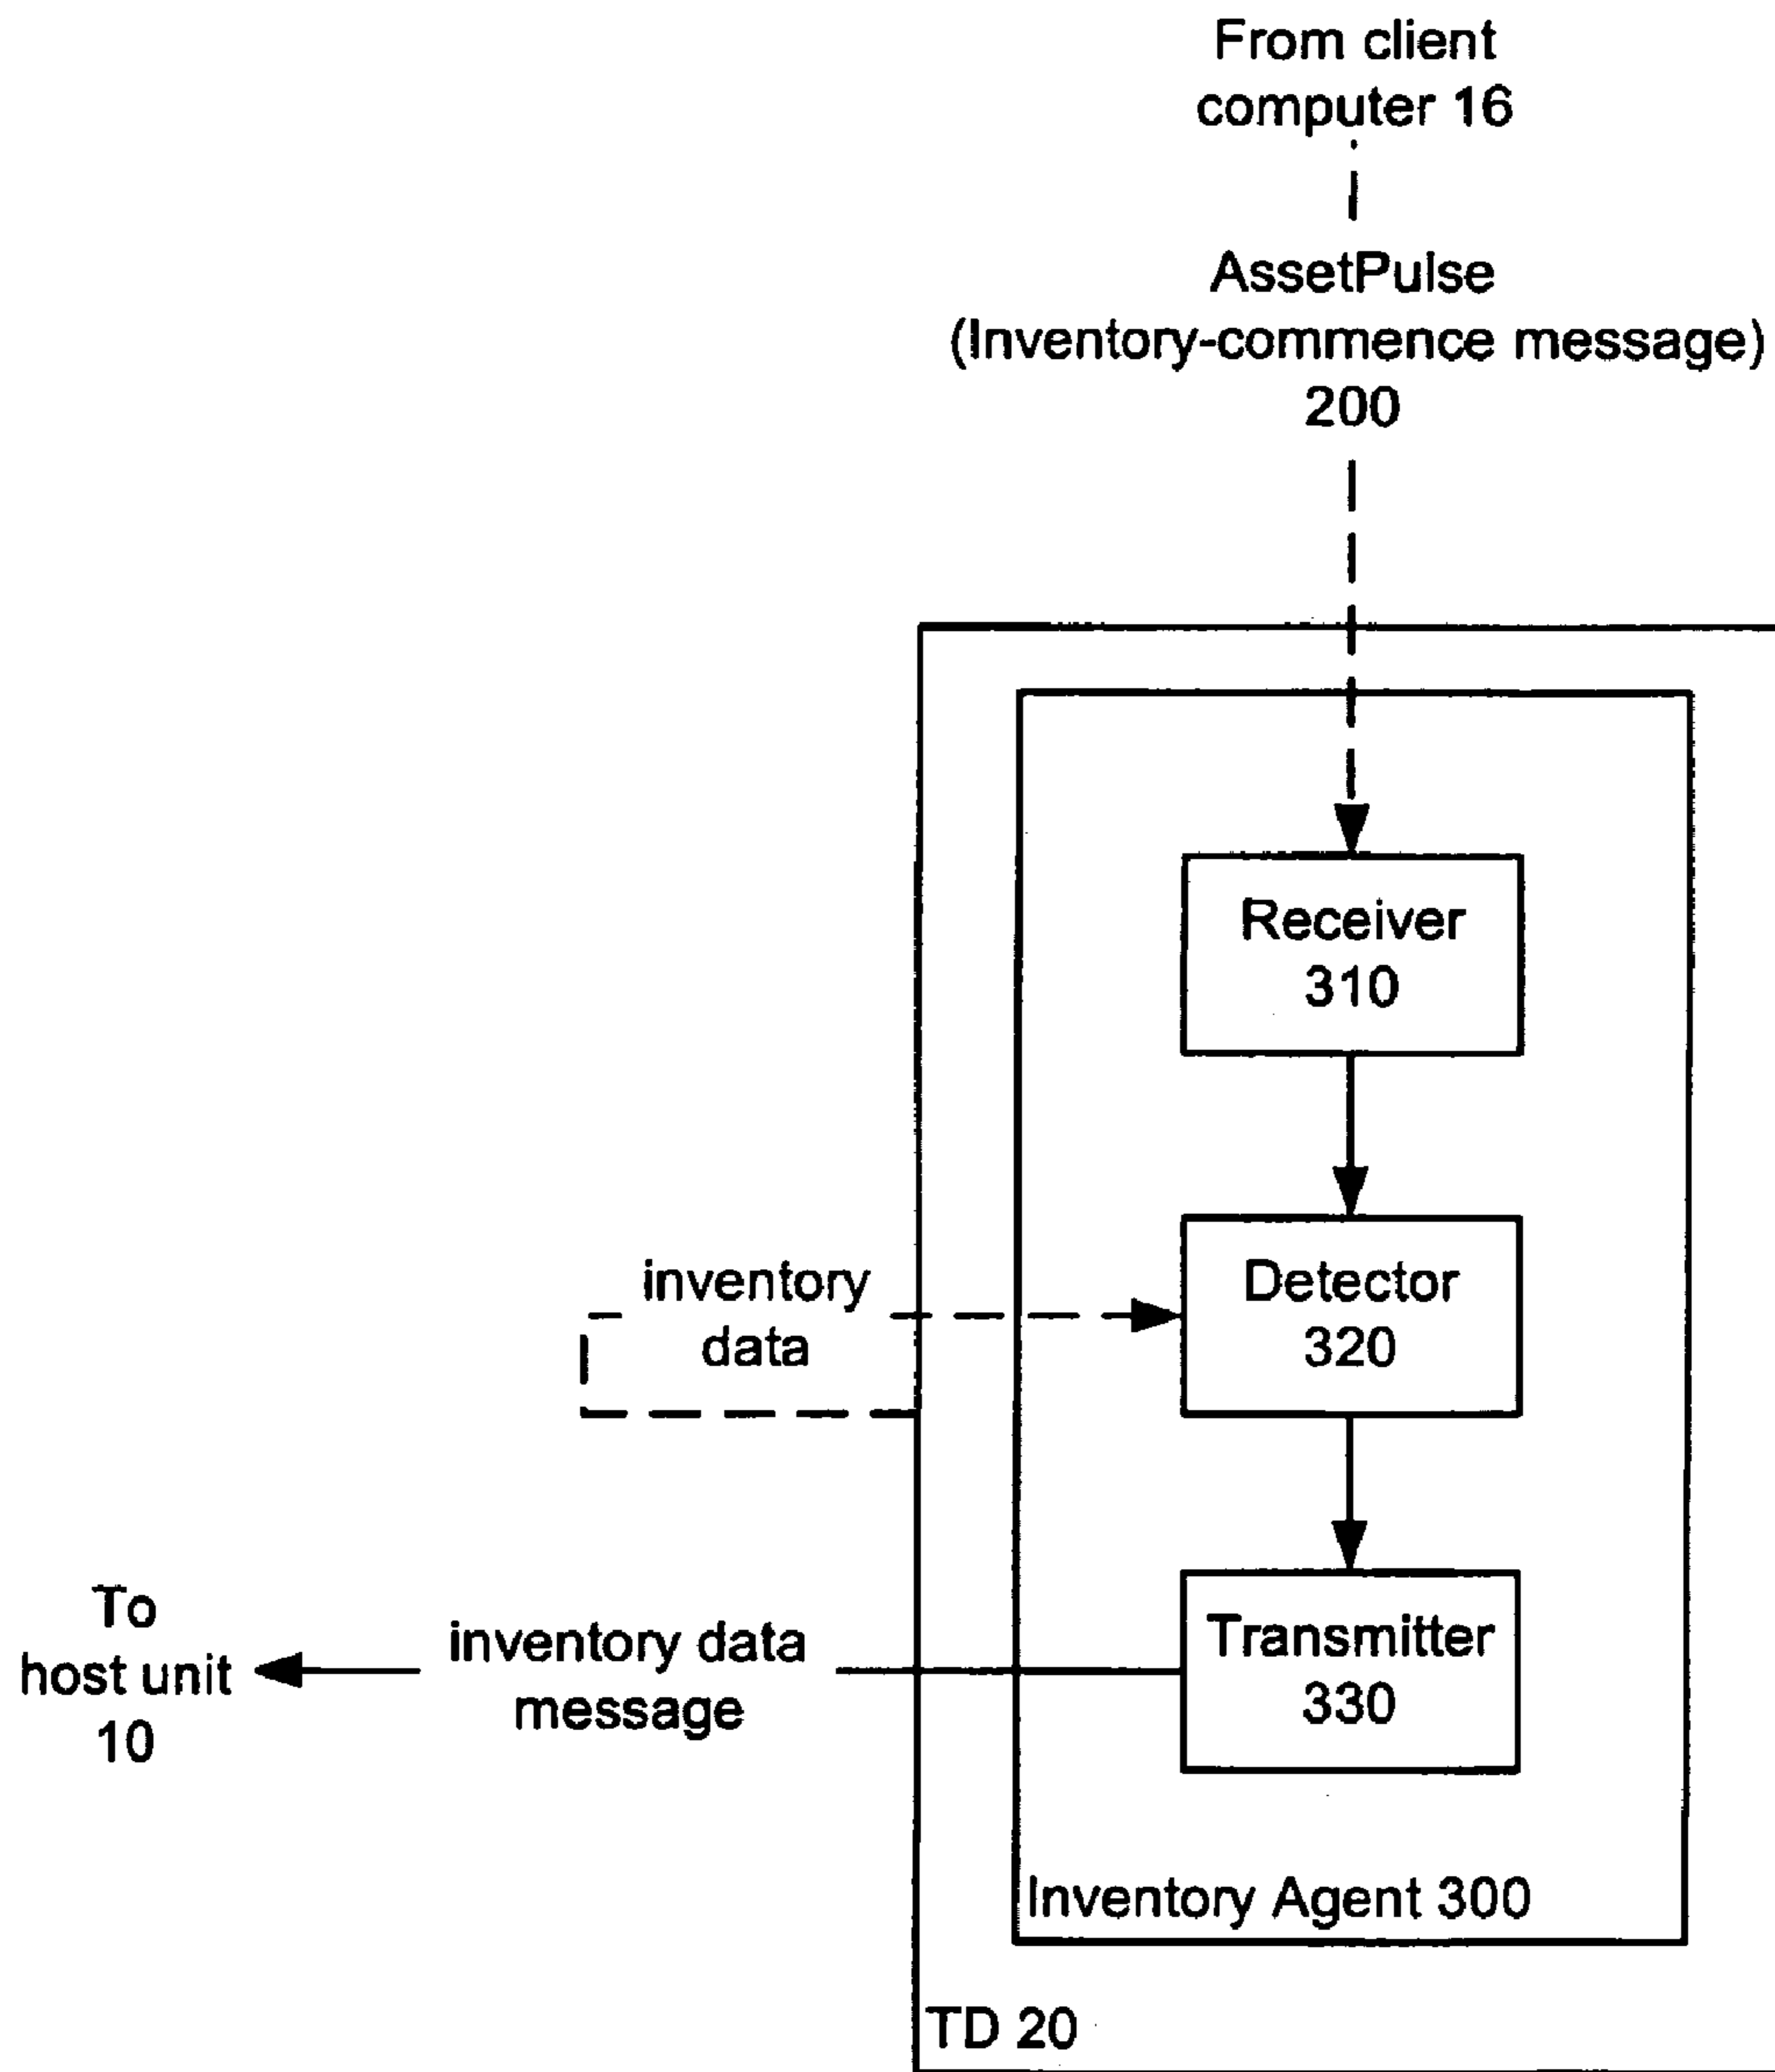 From client
computer 16
AssetPulse
(Inventory-commence message)
200
Receiver
310
inventory
data
Detector
320
To
host unit
10
inventory data
message
Transmitter
330
Inventory Agent 300
TD 20